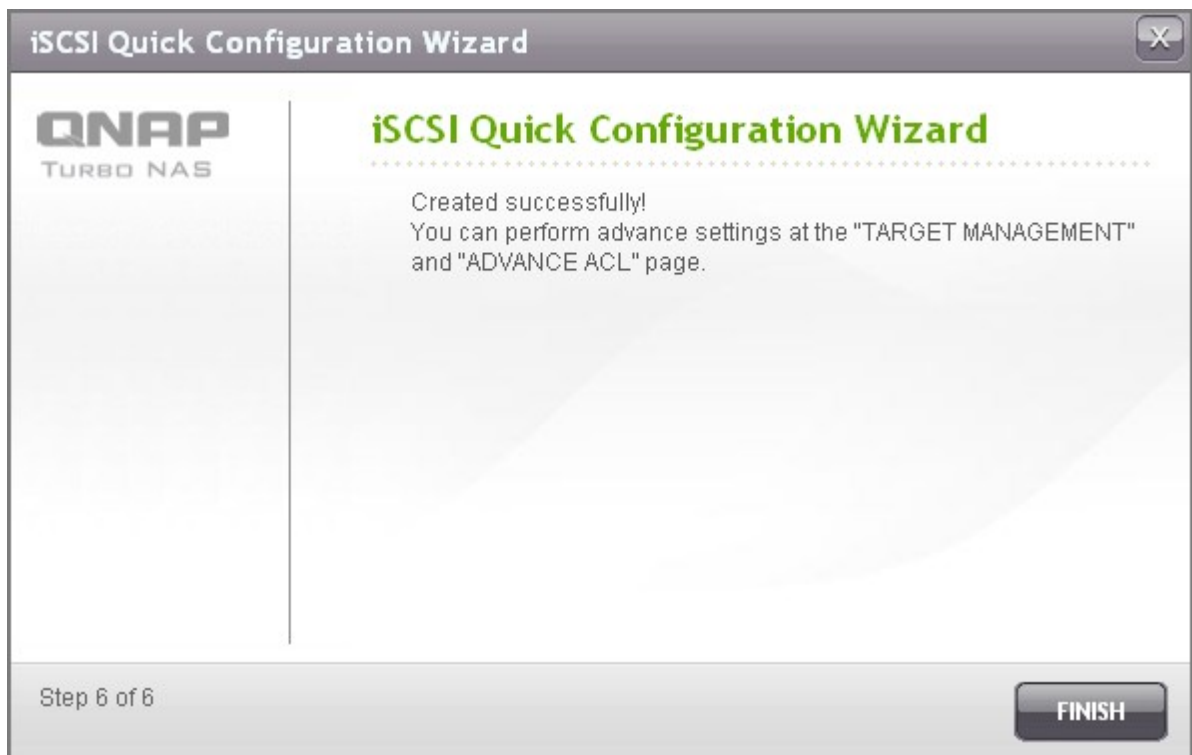 iSCSI Quick Configuration Wizard
X
QNAP
TURBO NAS
iSCSI Quick Configuration Wizard
Created successfully!
You can perform advance settings at the "TARGET MANAGEMENT"
and "ADVANCE ACL" page.
Step 6 of 6
FINISH